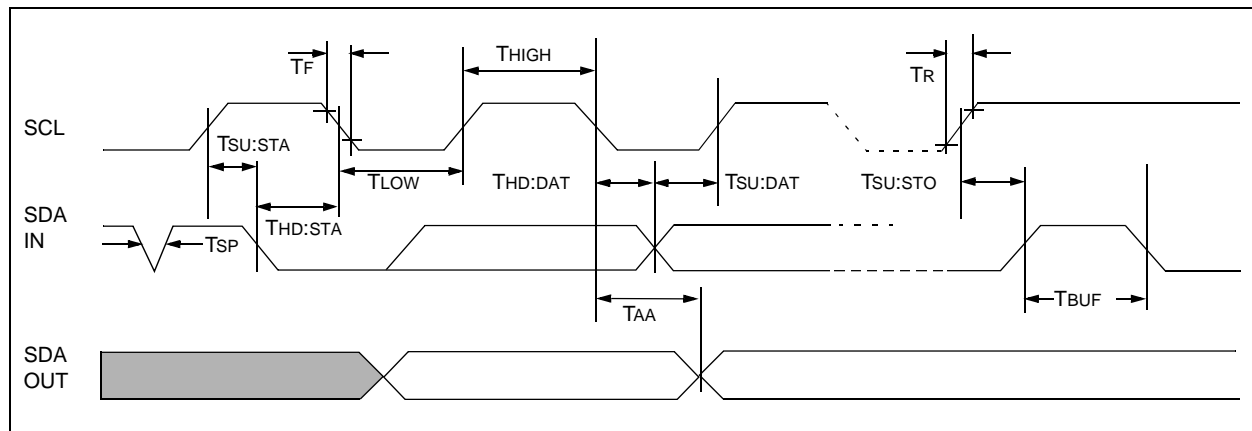 TF
THIGH
TR
SCL
TSU:STA
TLOW
THD:DAT
TSU:DAT
TSU:STO
SDA
IN
TSP
THD:STA
TBUF
TAA
SDA
OUT